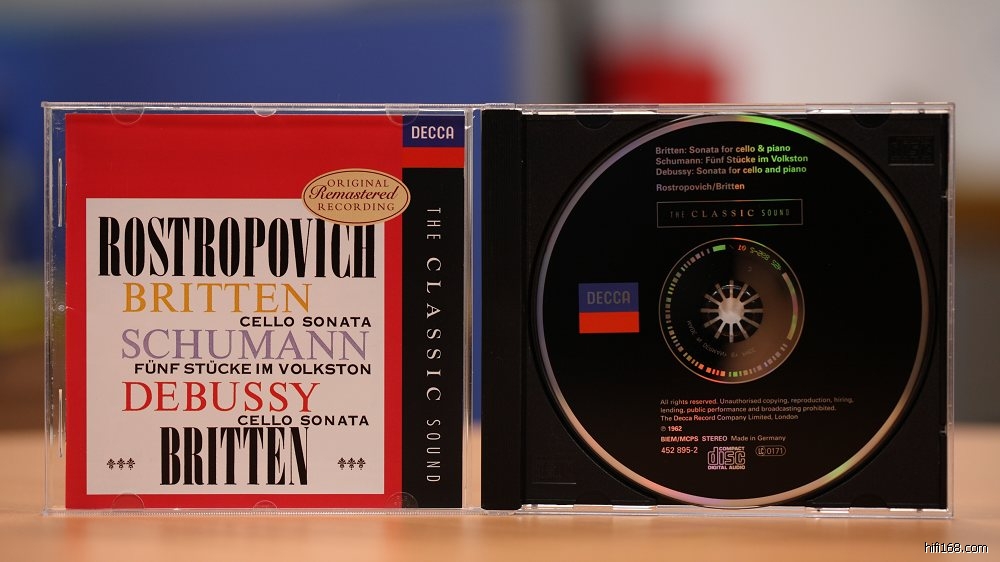 DECCA
ORIGINAL
Remastered
RECORDING
THE CLASSIC SOUND
ROSTROPOVICH
BRITTEN
CELLO SONATA
SCHUMANN
FÜNF STÜCKE IM VOLKSTON
DEBUSSY
CELLO SONATA
BRITTEN
Britten: Sonata for cello & piano
Schumann: Fünf Stücke im Volkston
Debussy: Sonata for cello and piano
Rostropovich/Britten
THE CLASSIC SOUND
DECCA
All rights reserved. Unauthorised copying, reproduction, hiring,
lending, public performance and broadcasting prohibited.
The Decca Record Company Limited, London
℗ 1962
BIEM/MCPS STEREO Made in Germany
452 895-2
COMPACT
disc
DIGITAL AUDIO
LC 0171
hifi168.com